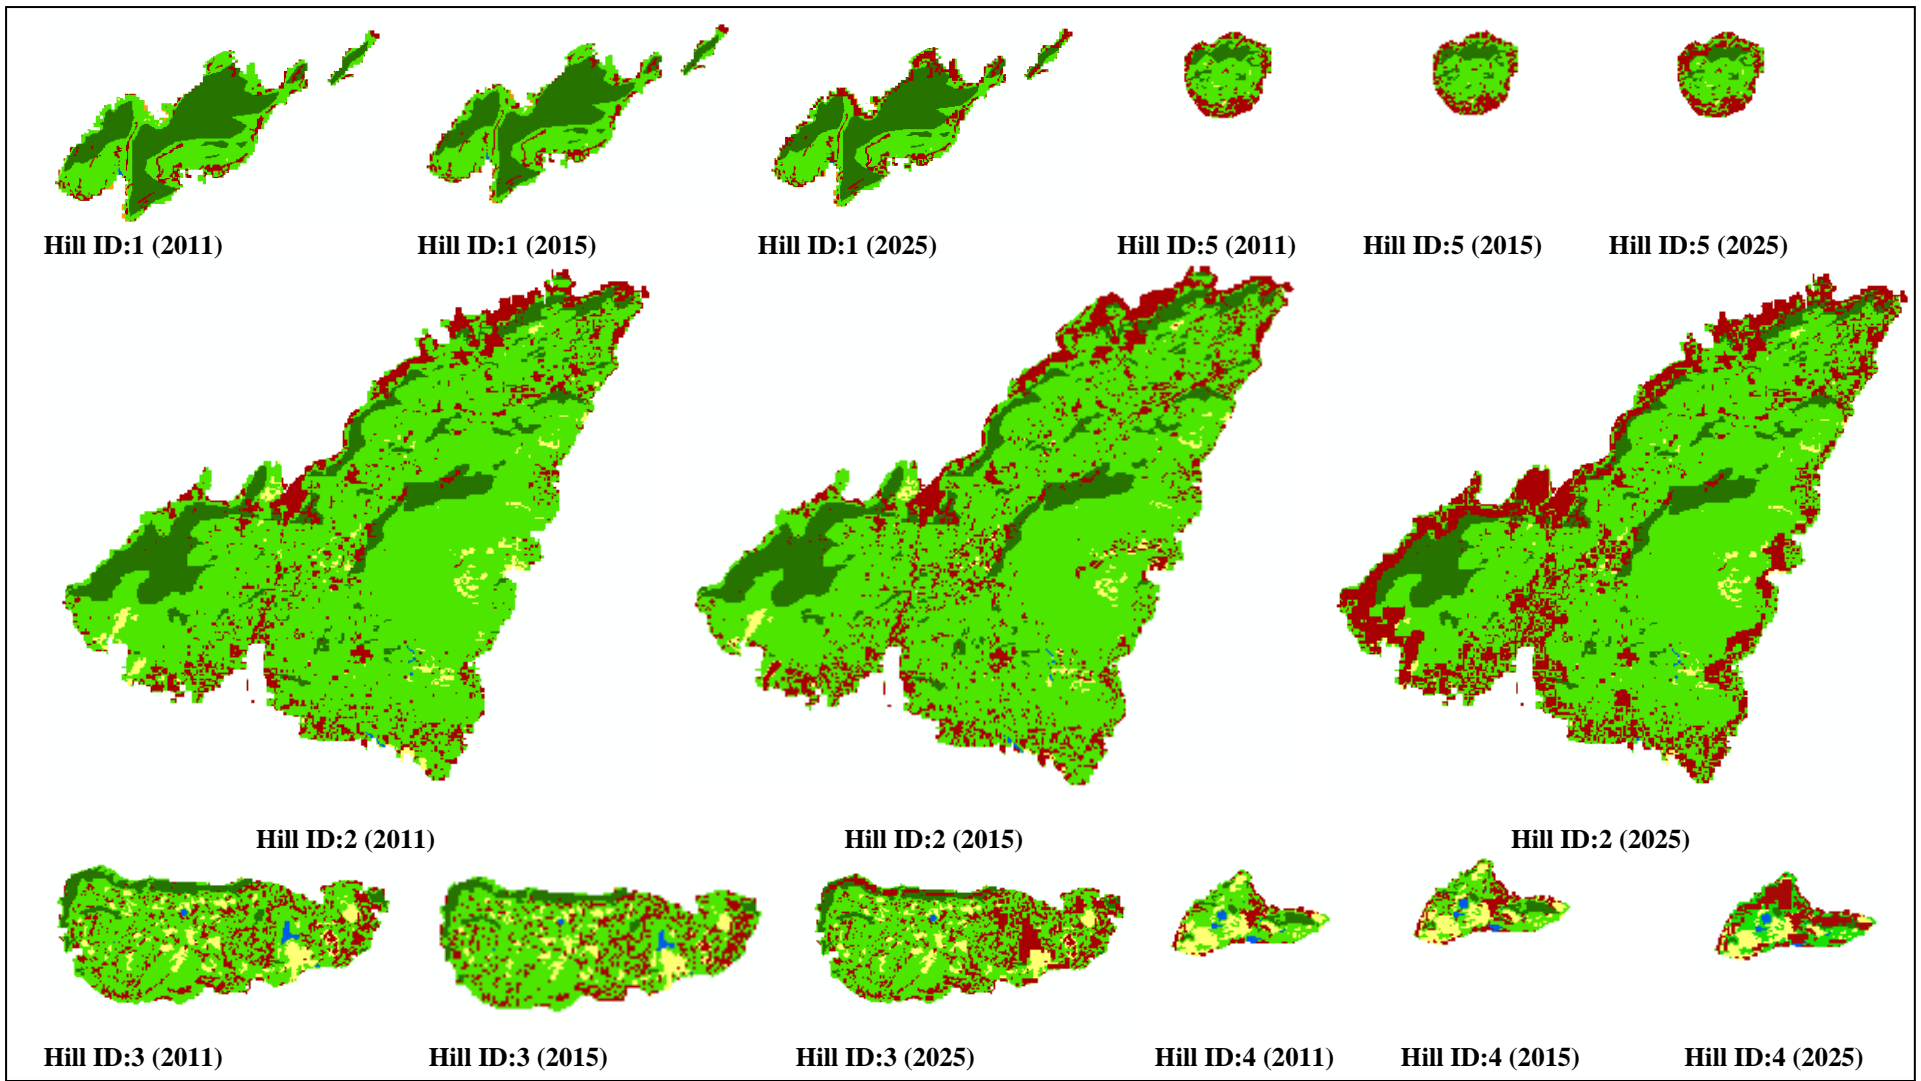 Hill ID:1 (2011)
Hill ID:1 (2015)
Hill ID:1 (2025)
Hill ID:5 (2011)
Hill ID:5 (2015)
Hill ID:5 (2025)
Hill ID:2 (2011)
Hill ID:2 (2015)
Hill ID:2 (2025)
Hill ID:3 (2011)
Hill ID:3 (2015)
Hill ID:3 (2025)
Hill ID:4 (2011)
Hill ID:4 (2015)
Hill ID:4 (2025)